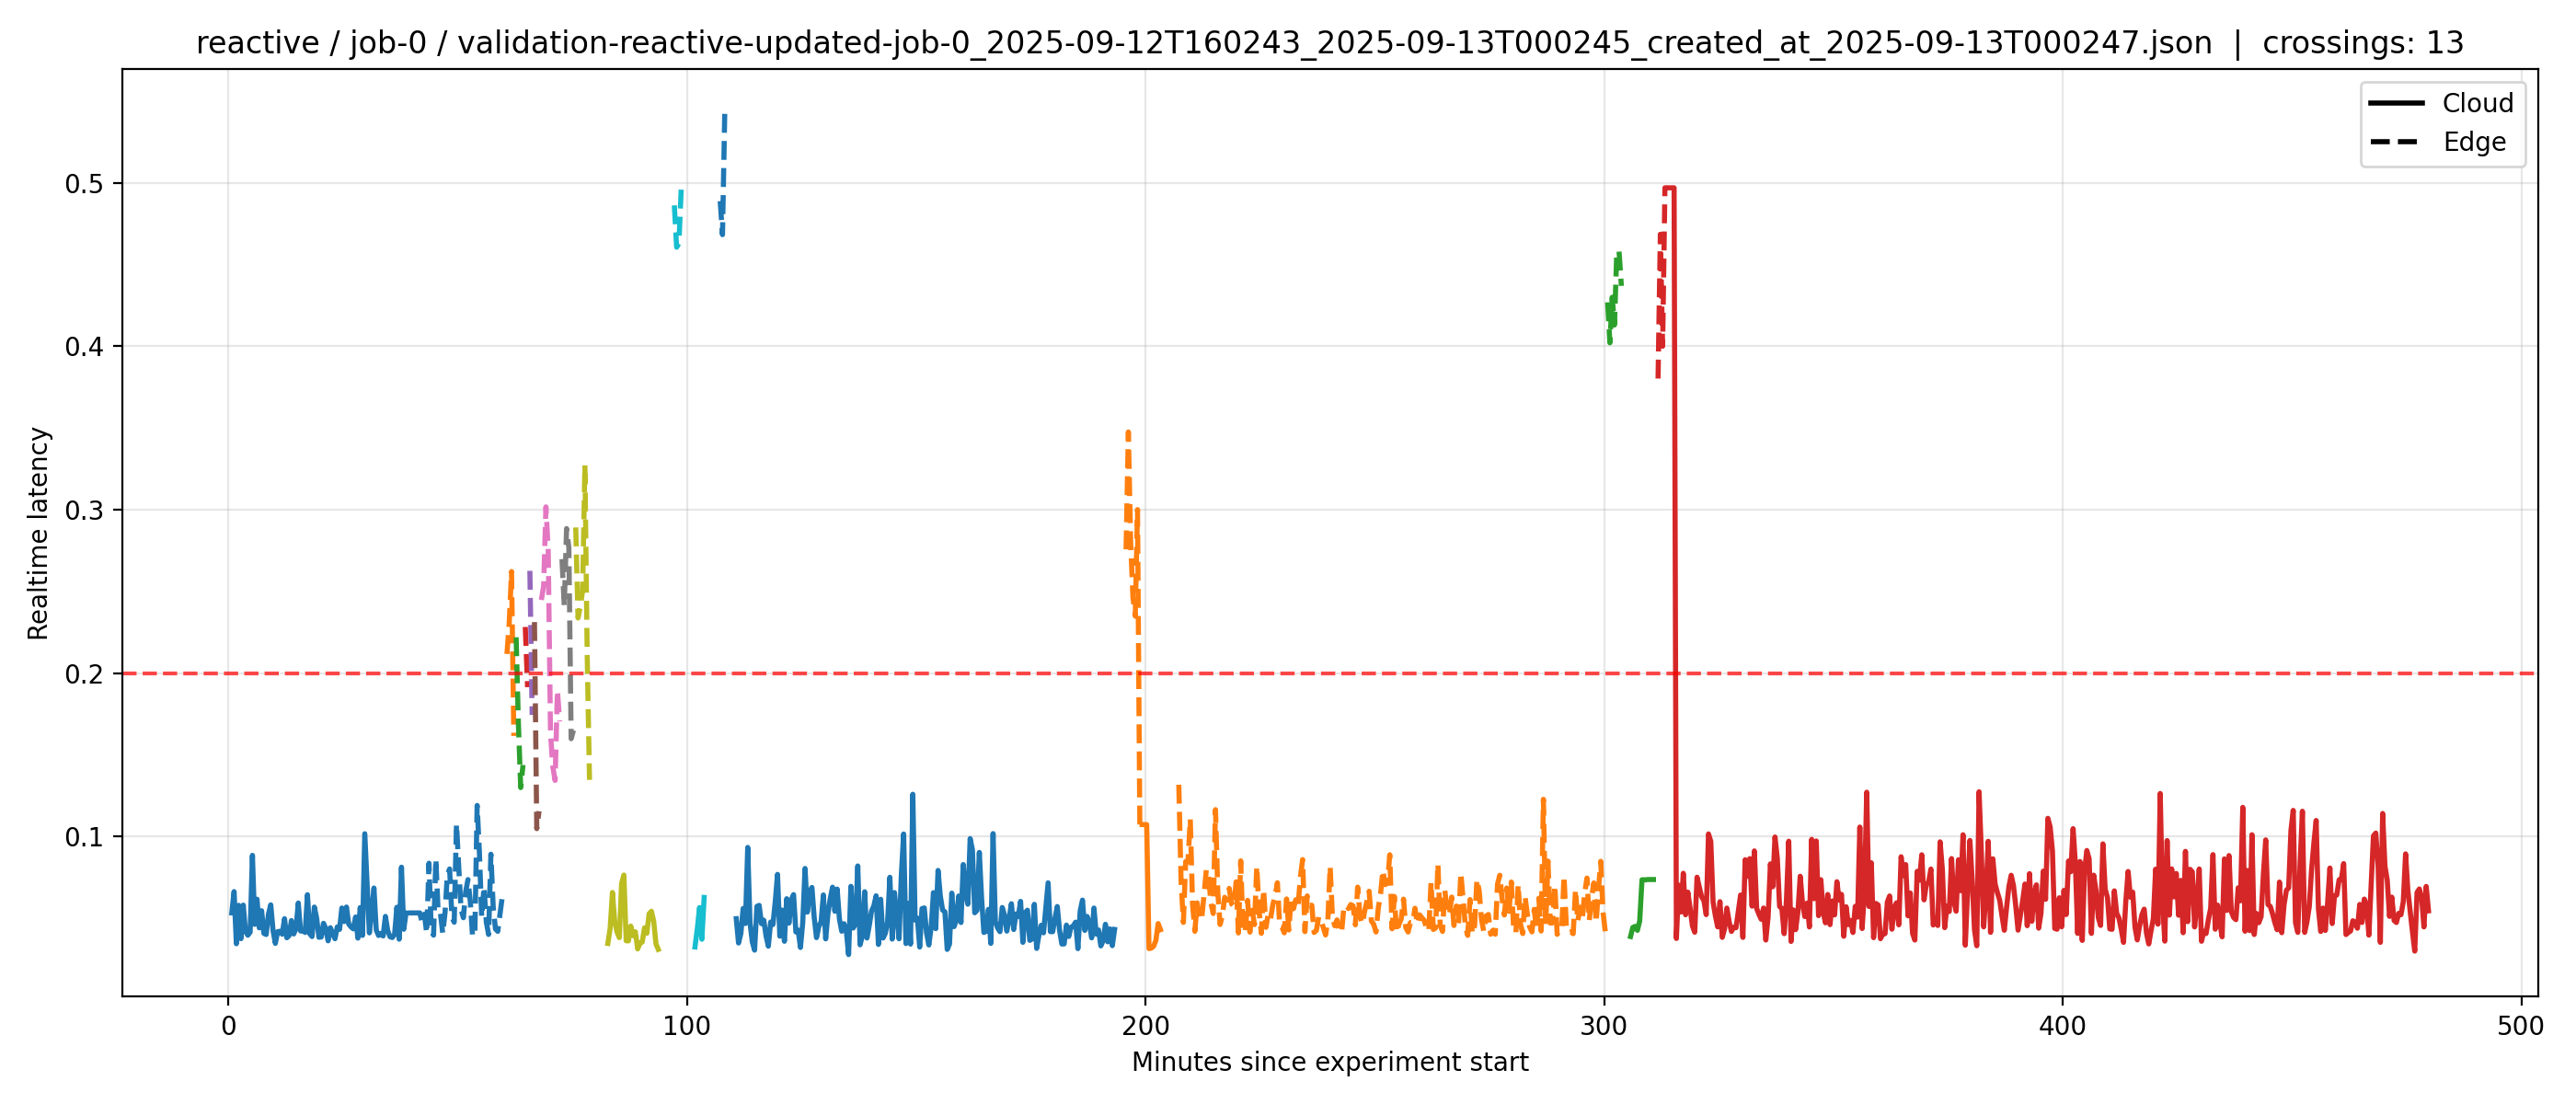 reactive / job-0 / validation-reactive-updated-job-0_2025-09-12T160243_2025-09-13T000245_created_at_2025-09-13T000247.json | crossings: 13
Cloud
Edge
Realtime latency
0.5
0.4
0.3
0.2
0.1
0 100 200 300 400 500
Minutes since experiment start